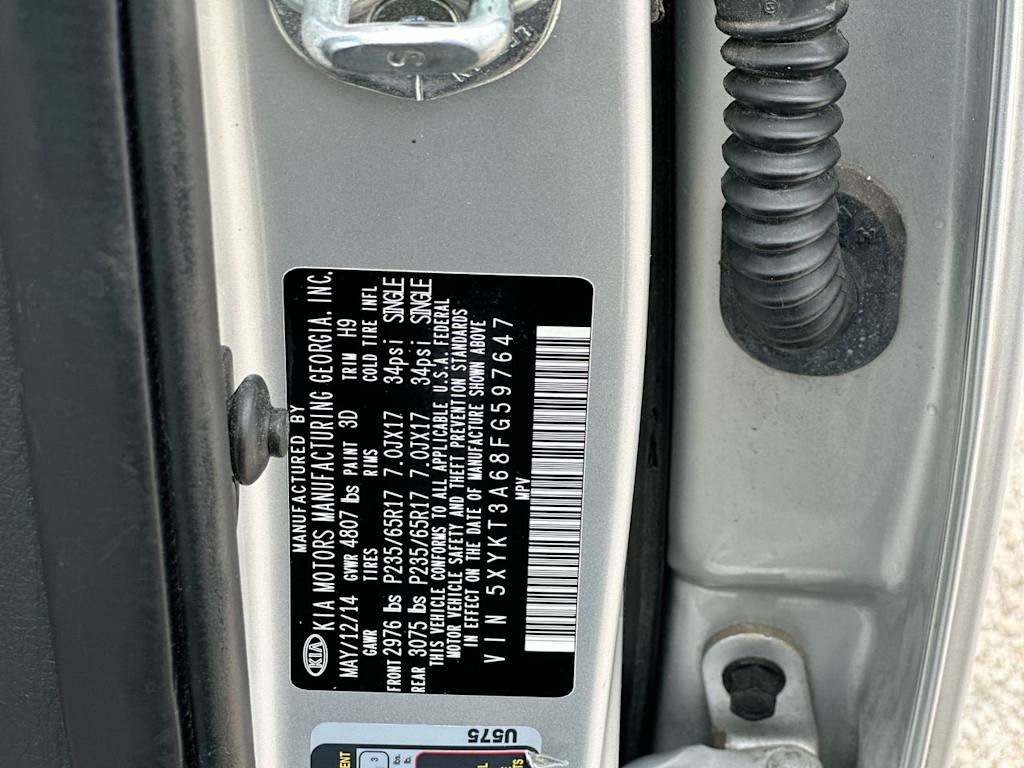 MANUFACTURED BY
KIA KIA MOTORS MANUFACTURING GEORGIA, INC.
MAY/12/14 GVWR 4807 lbs PAINT 3D TRIM H9
GAWR TIRES RIMS COLD TIRE INFL
FRONT 2976 lbs P235/65R17 7.0JX17 34psi SINGLE
REAR 3075 lbs P235/65R17 7.0JX17 34psi SINGLE
THIS VEHICLE CONFORMS TO ALL APPLICABLE U.S.A. FEDERAL
MOTOR VEHICLE SAFETY AND THEFT PREVENTION STANDARDS
IN EFFECT ON THE DATE OF MANUFACTURE SHOWN ABOVE
VIN 5XYKT3A68FG597647
MPV
U575
S